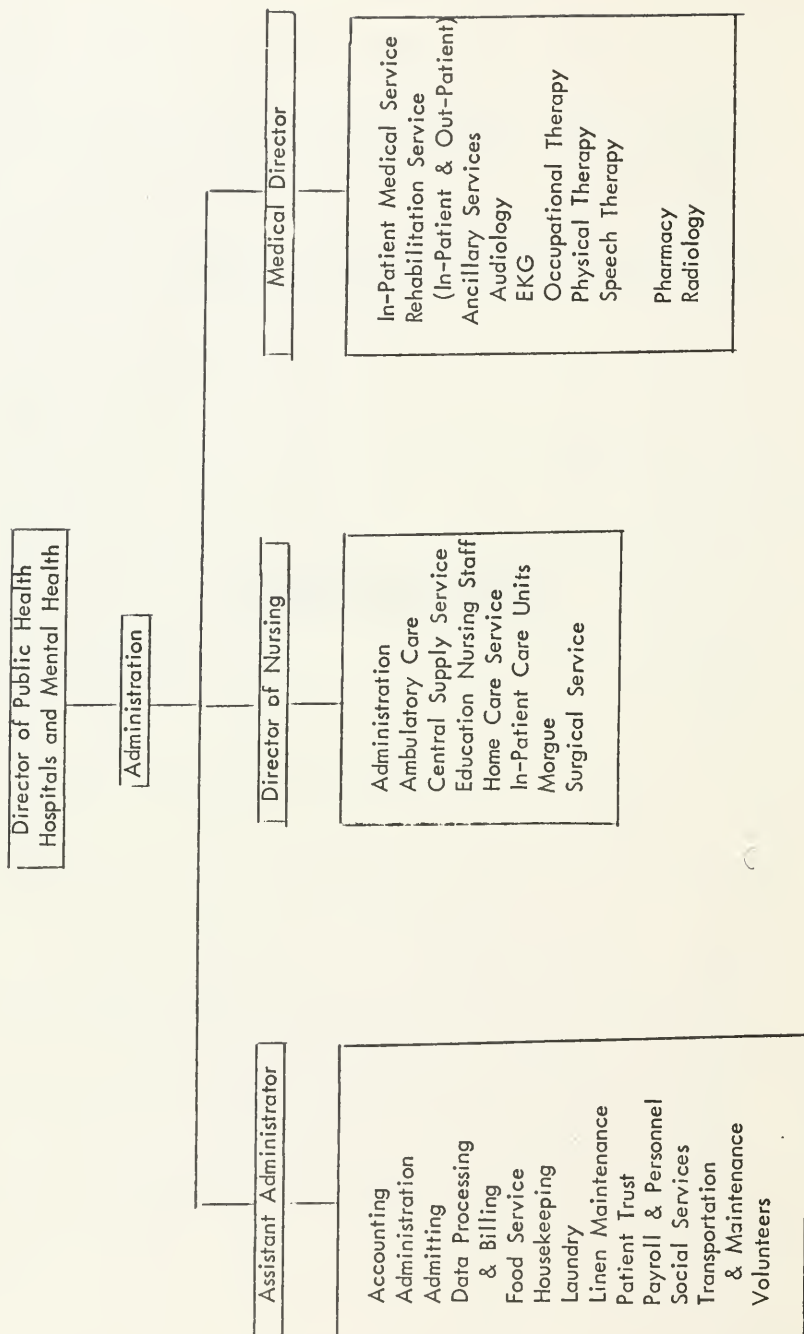 Director of Public Health
Hospitals and Mental Health
Administration
Assistant Administrator
Accounting
Administration
Admitting
Data Processing
& Billing
Food Service
Housekeeping
Laundry
Linen Maintenance
Patient Trust
Payroll & Personnel
Social Services
Transportation
& Maintenance
Volunteers
Director of Nursing
Administration
Ambulatory Care
Central Supply Service
Education Nursing Staff
Home Care Service
In-Patient Care Units
Morgue
Surgical Service
Medical Director
In-Patient Medical Service
Rehabilitation Service
(In-Patient & Out-Patient)
Ancillary Services
Audiology
EKG
Occupational Therapy
Physical Therapy
Speech Therapy
Pharmacy
Radiology